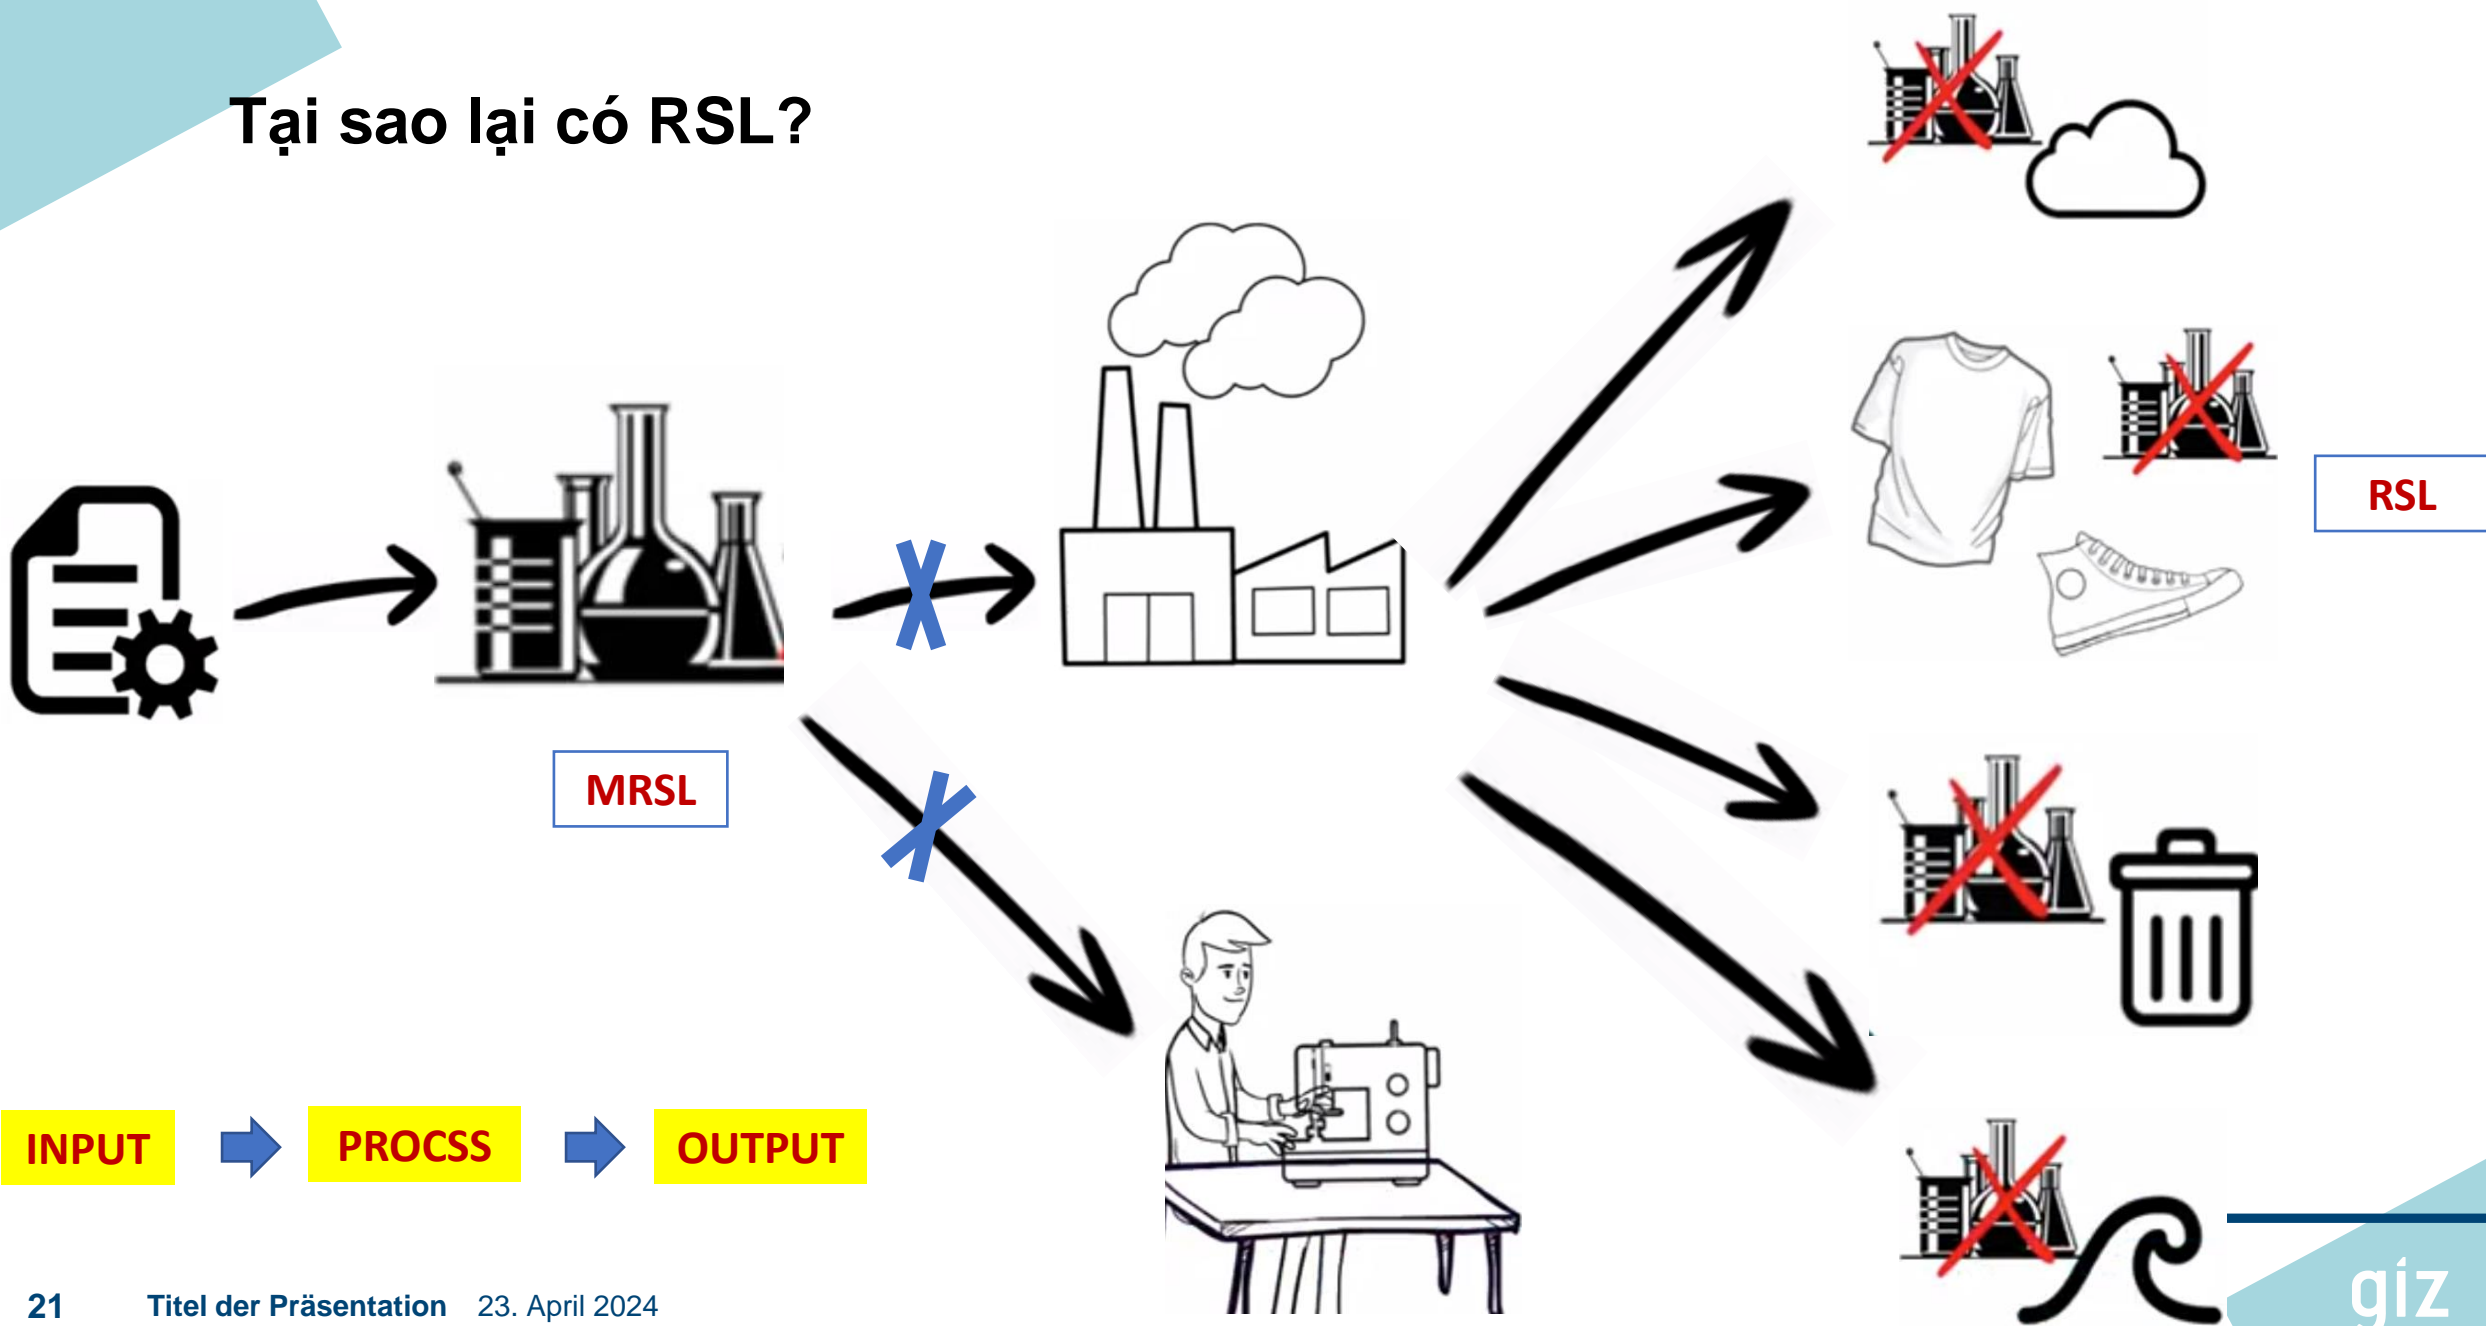 Tại sao lại có RSL?
RSL
MRSL
INPUT
PROCSS
OUTPUT
21 Titel der Präsentation 23. April 2024
giz